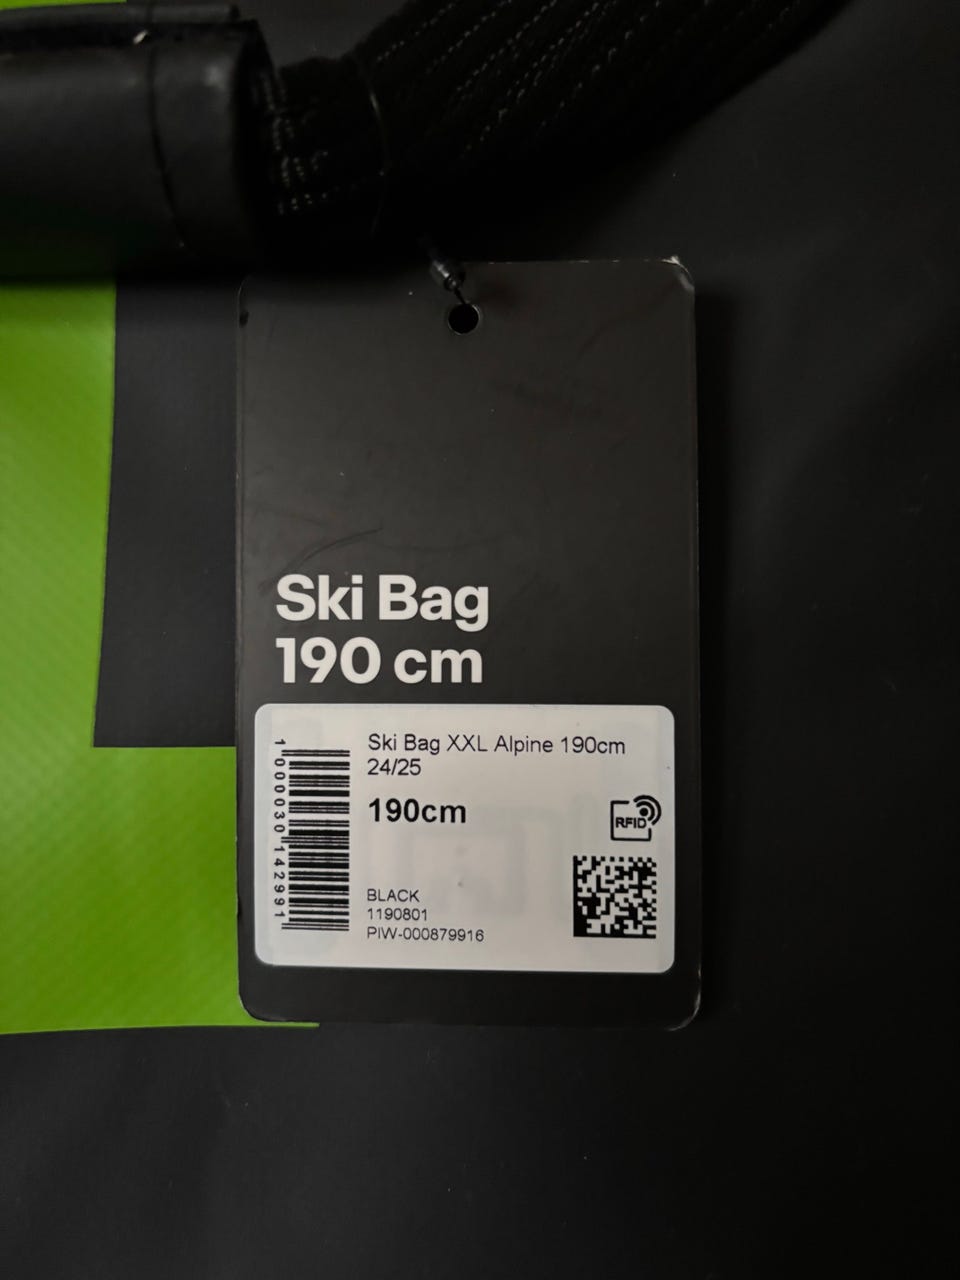 Ski Bag
190 cm
Ski Bag XXL Alpine 190cm
24/25
190cm
RFID
1000030142991
BLACK
1190801
PIW-000879916